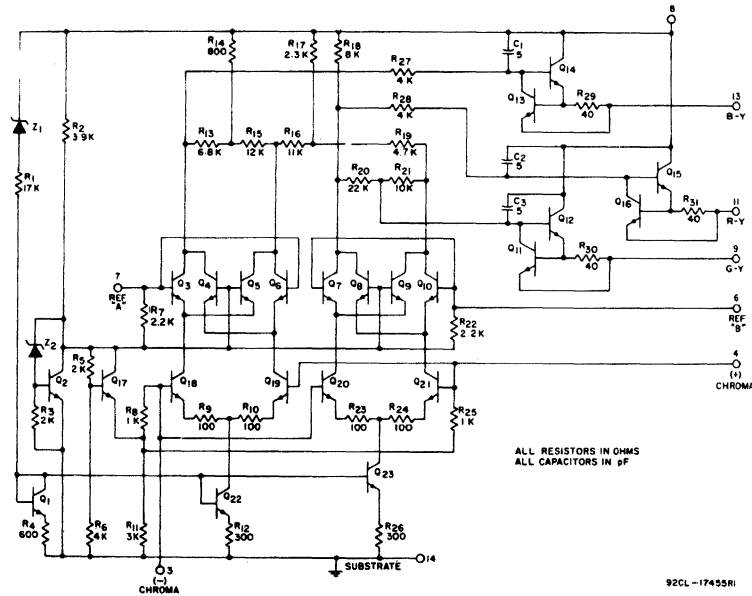 8
R14
800
R17
2.3K
R18
8K
C1
5
R27
4 K
Q14
Z1
R2
3.9K
Q13
R29
40
13
B-Y
R28
4 K
R13
6.8K
R15
12K
R16
11K
R19
4.7K
C2
5
R1
17K
R20
22 K
R21
10K
Q15
C3
5
Q16
R31
40
11
R-Y
Q12
Q11
R30
40
9
G-Y
7
REF
"A"
Q3
Q4
Q5
Q6
Q7
Q8
Q9
Q10
R7
2.2K
6
REF
"B"
R22
2.2K
Z2
R5
2K
4
(+)
CHROMA
Q2
Q17
Q18
Q19
Q20
Q21
R3
2K
R8
1 K
R9
100
R10
100
R23
100
R24
100
R25
1 K
ALL RESISTORS IN OHMS
ALL CAPACITORS IN pF
Q23
Q1
Q22
R4
600
R6
4K
R11
3K
R12
300
R26
300
SUBSTRATE
14
3
(−)
CHROMA
92CL-17455R1